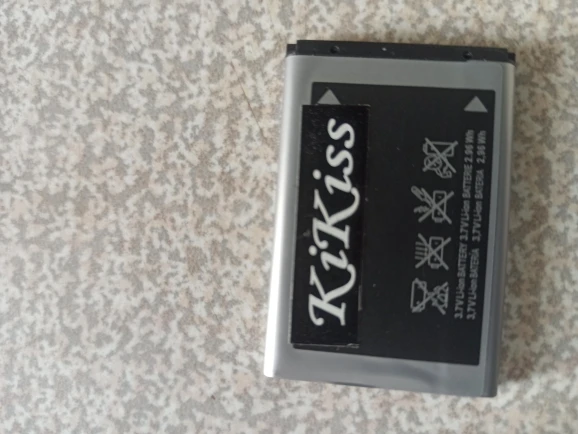 KiKiss
3.7V Li-ion BATTERY 3.7V Li-ion BATTERIE 2.96 Wh
3,7V Li-ion BATERÍA 3,7V Li-ion BATERIA 2,96 Wh